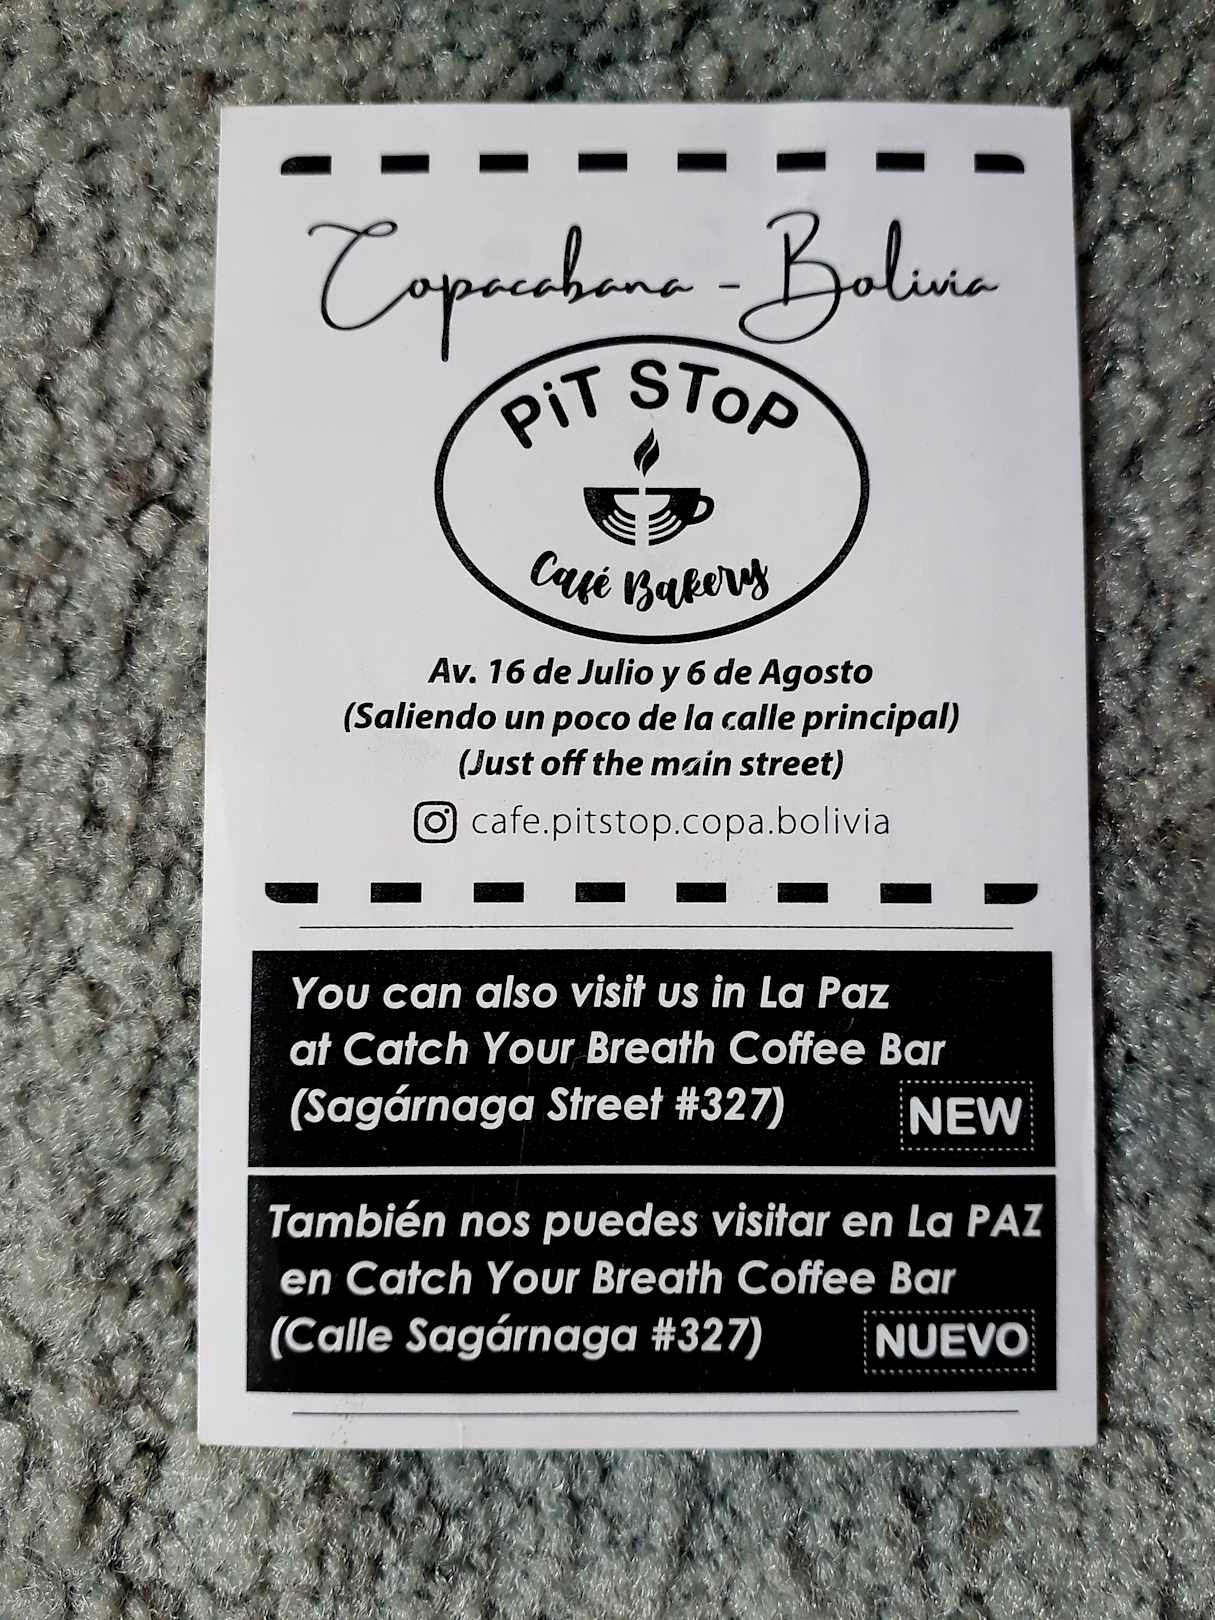 Copacabana - Bolivia
PiT SToP
Café Bakery
Av. 16 de Julio y 6 de Agosto
(Saliendo un poco de la calle principal)
(Just off the main street)
cafe.pitstop.copa.bolivia
You can also visit us in La Paz
at Catch Your Breath Coffee Bar
(Sagárnaga Street #327)
NEW
También nos puedes visitar en La PAZ
en Catch Your Breath Coffee Bar
(Calle Sagárnaga #327)
NUEVO